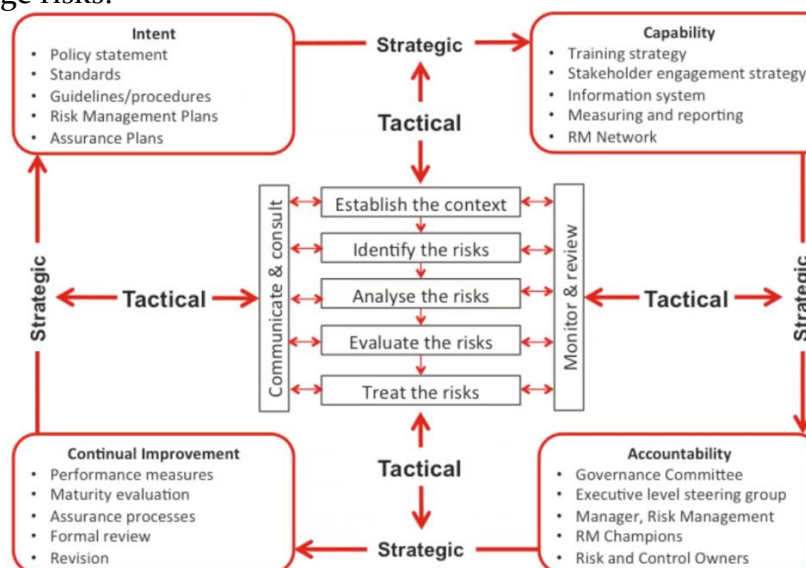 ge risks.
Intent
• Policy statement
• Standards
• Guidelines/procedures
• Risk Management Plans
• Assurance Plans
Strategic
Capability
• Training strategy
• Stakeholder engagement strategy
• Information system
• Measuring and reporting
• RM Network
Tactical
Strategic
Tactical
Communicate & consult
Establish the context
Identify the risks
Analyse the risks
Evaluate the risks
Treat the risks
Monitor & review
Tactical
Strategic
Tactical
Continual Improvement
• Performance measures
• Maturity evaluation
• Assurance processes
• Formal review
• Revision
Strategic
Accountability
• Governance Committee
• Executive level steering group
• Manager, Risk Management
• RM Champions
• Risk and Control Owners